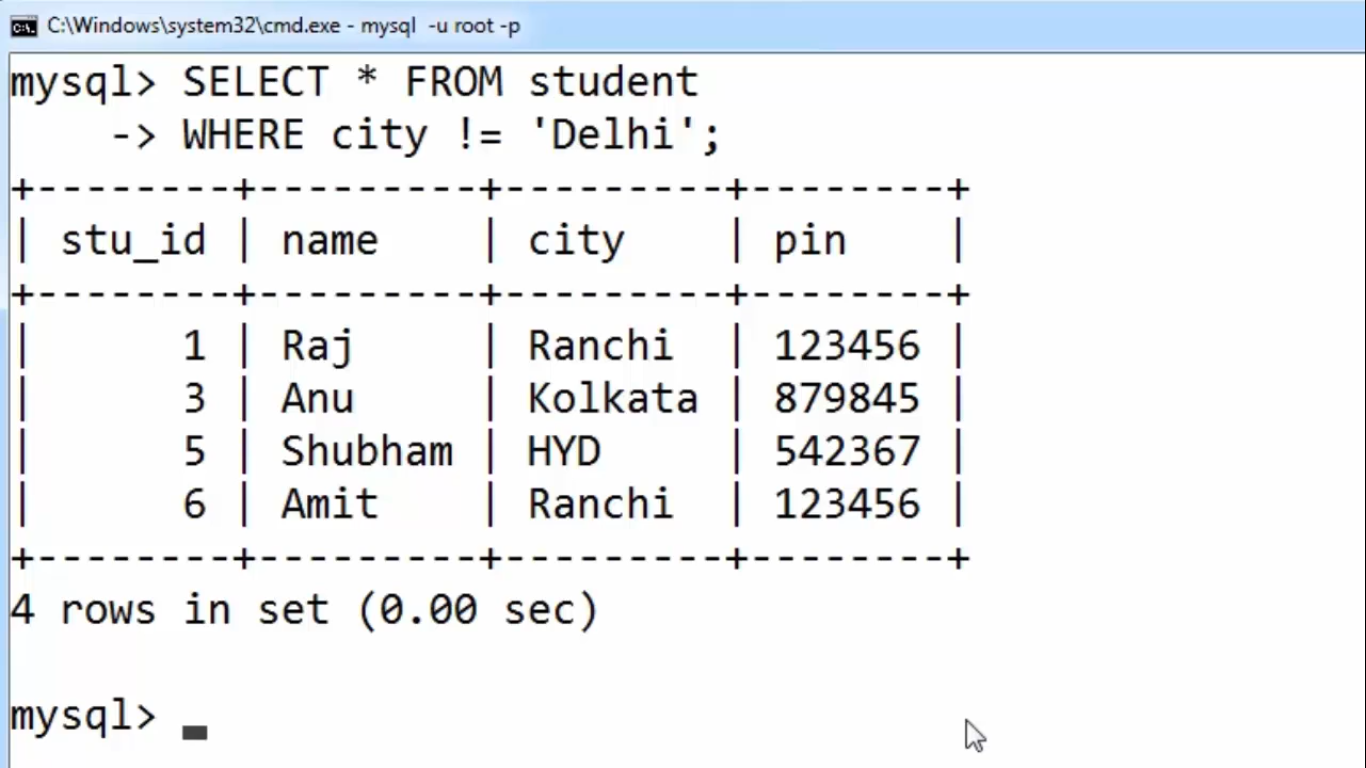 C:\Windows\system32\cmd.exe - mysql  -u root -p
mysql> SELECT * FROM student
    -> WHERE city != 'Delhi';
+--------+---------+---------+--------+
| stu_id | name    | city    | pin    |
+--------+---------+---------+--------+
|      1 | Raj     | Ranchi  | 123456 |
|      3 | Anu     | Kolkata | 879845 |
|      5 | Shubham | HYD     | 542367 |
|      6 | Amit    | Ranchi  | 123456 |
+--------+---------+---------+--------+
4 rows in set (0.00 sec)
mysql>